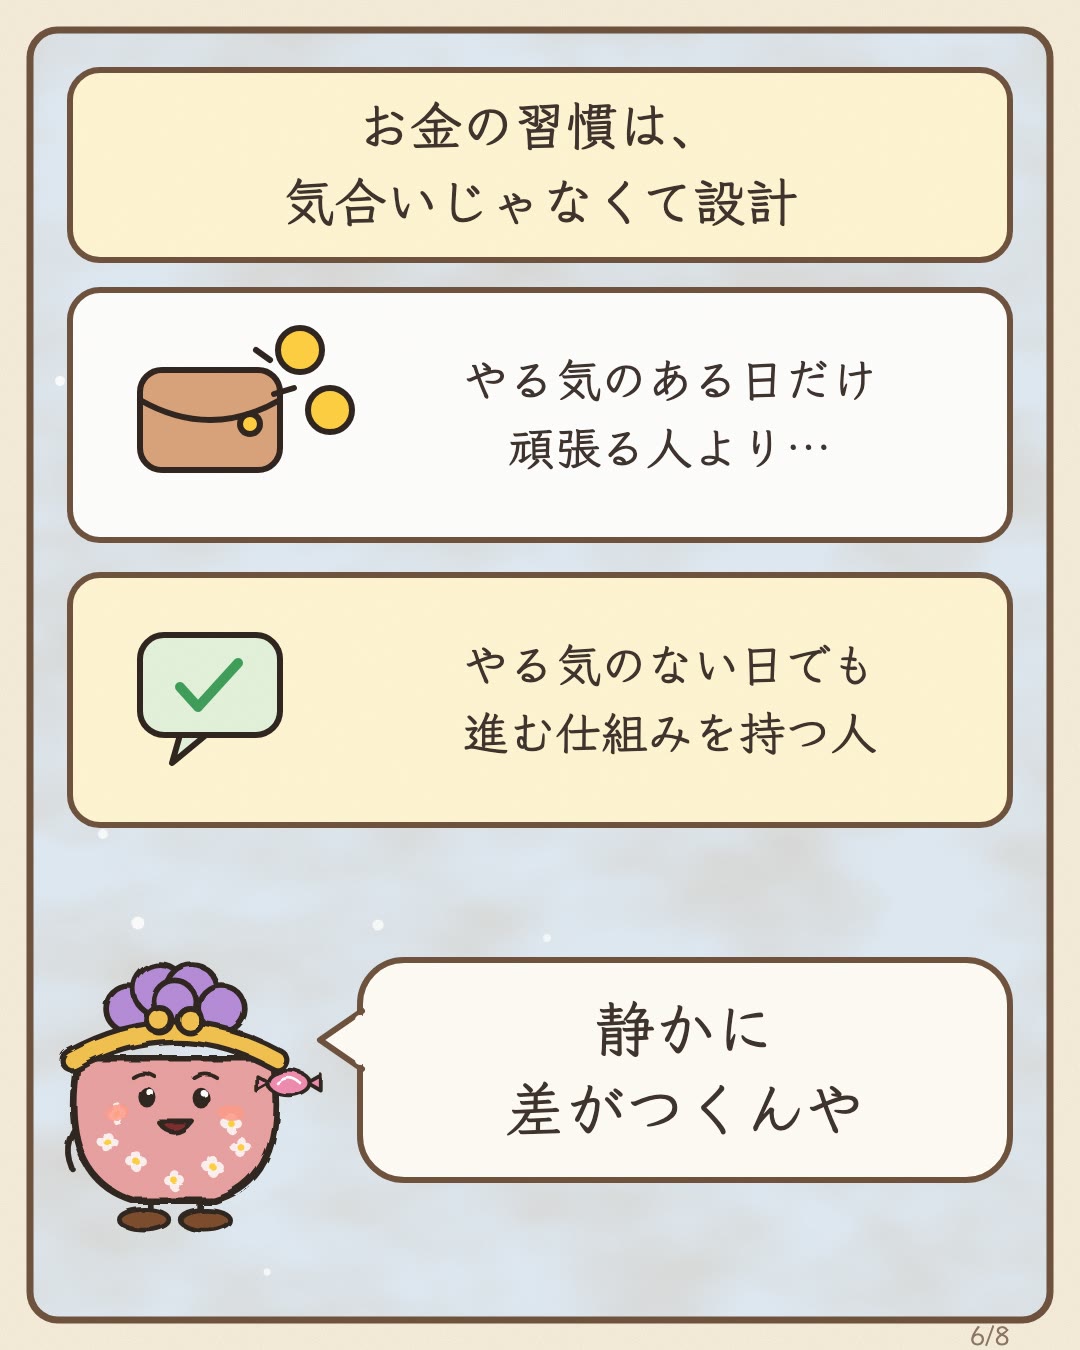 お金の習慣は、
気合いじゃなくて設計
やる気のある日だけ
頑張る人より…
やる気のない日でも
進む仕組みを持つ人
静かに
差がつくんや
6/8